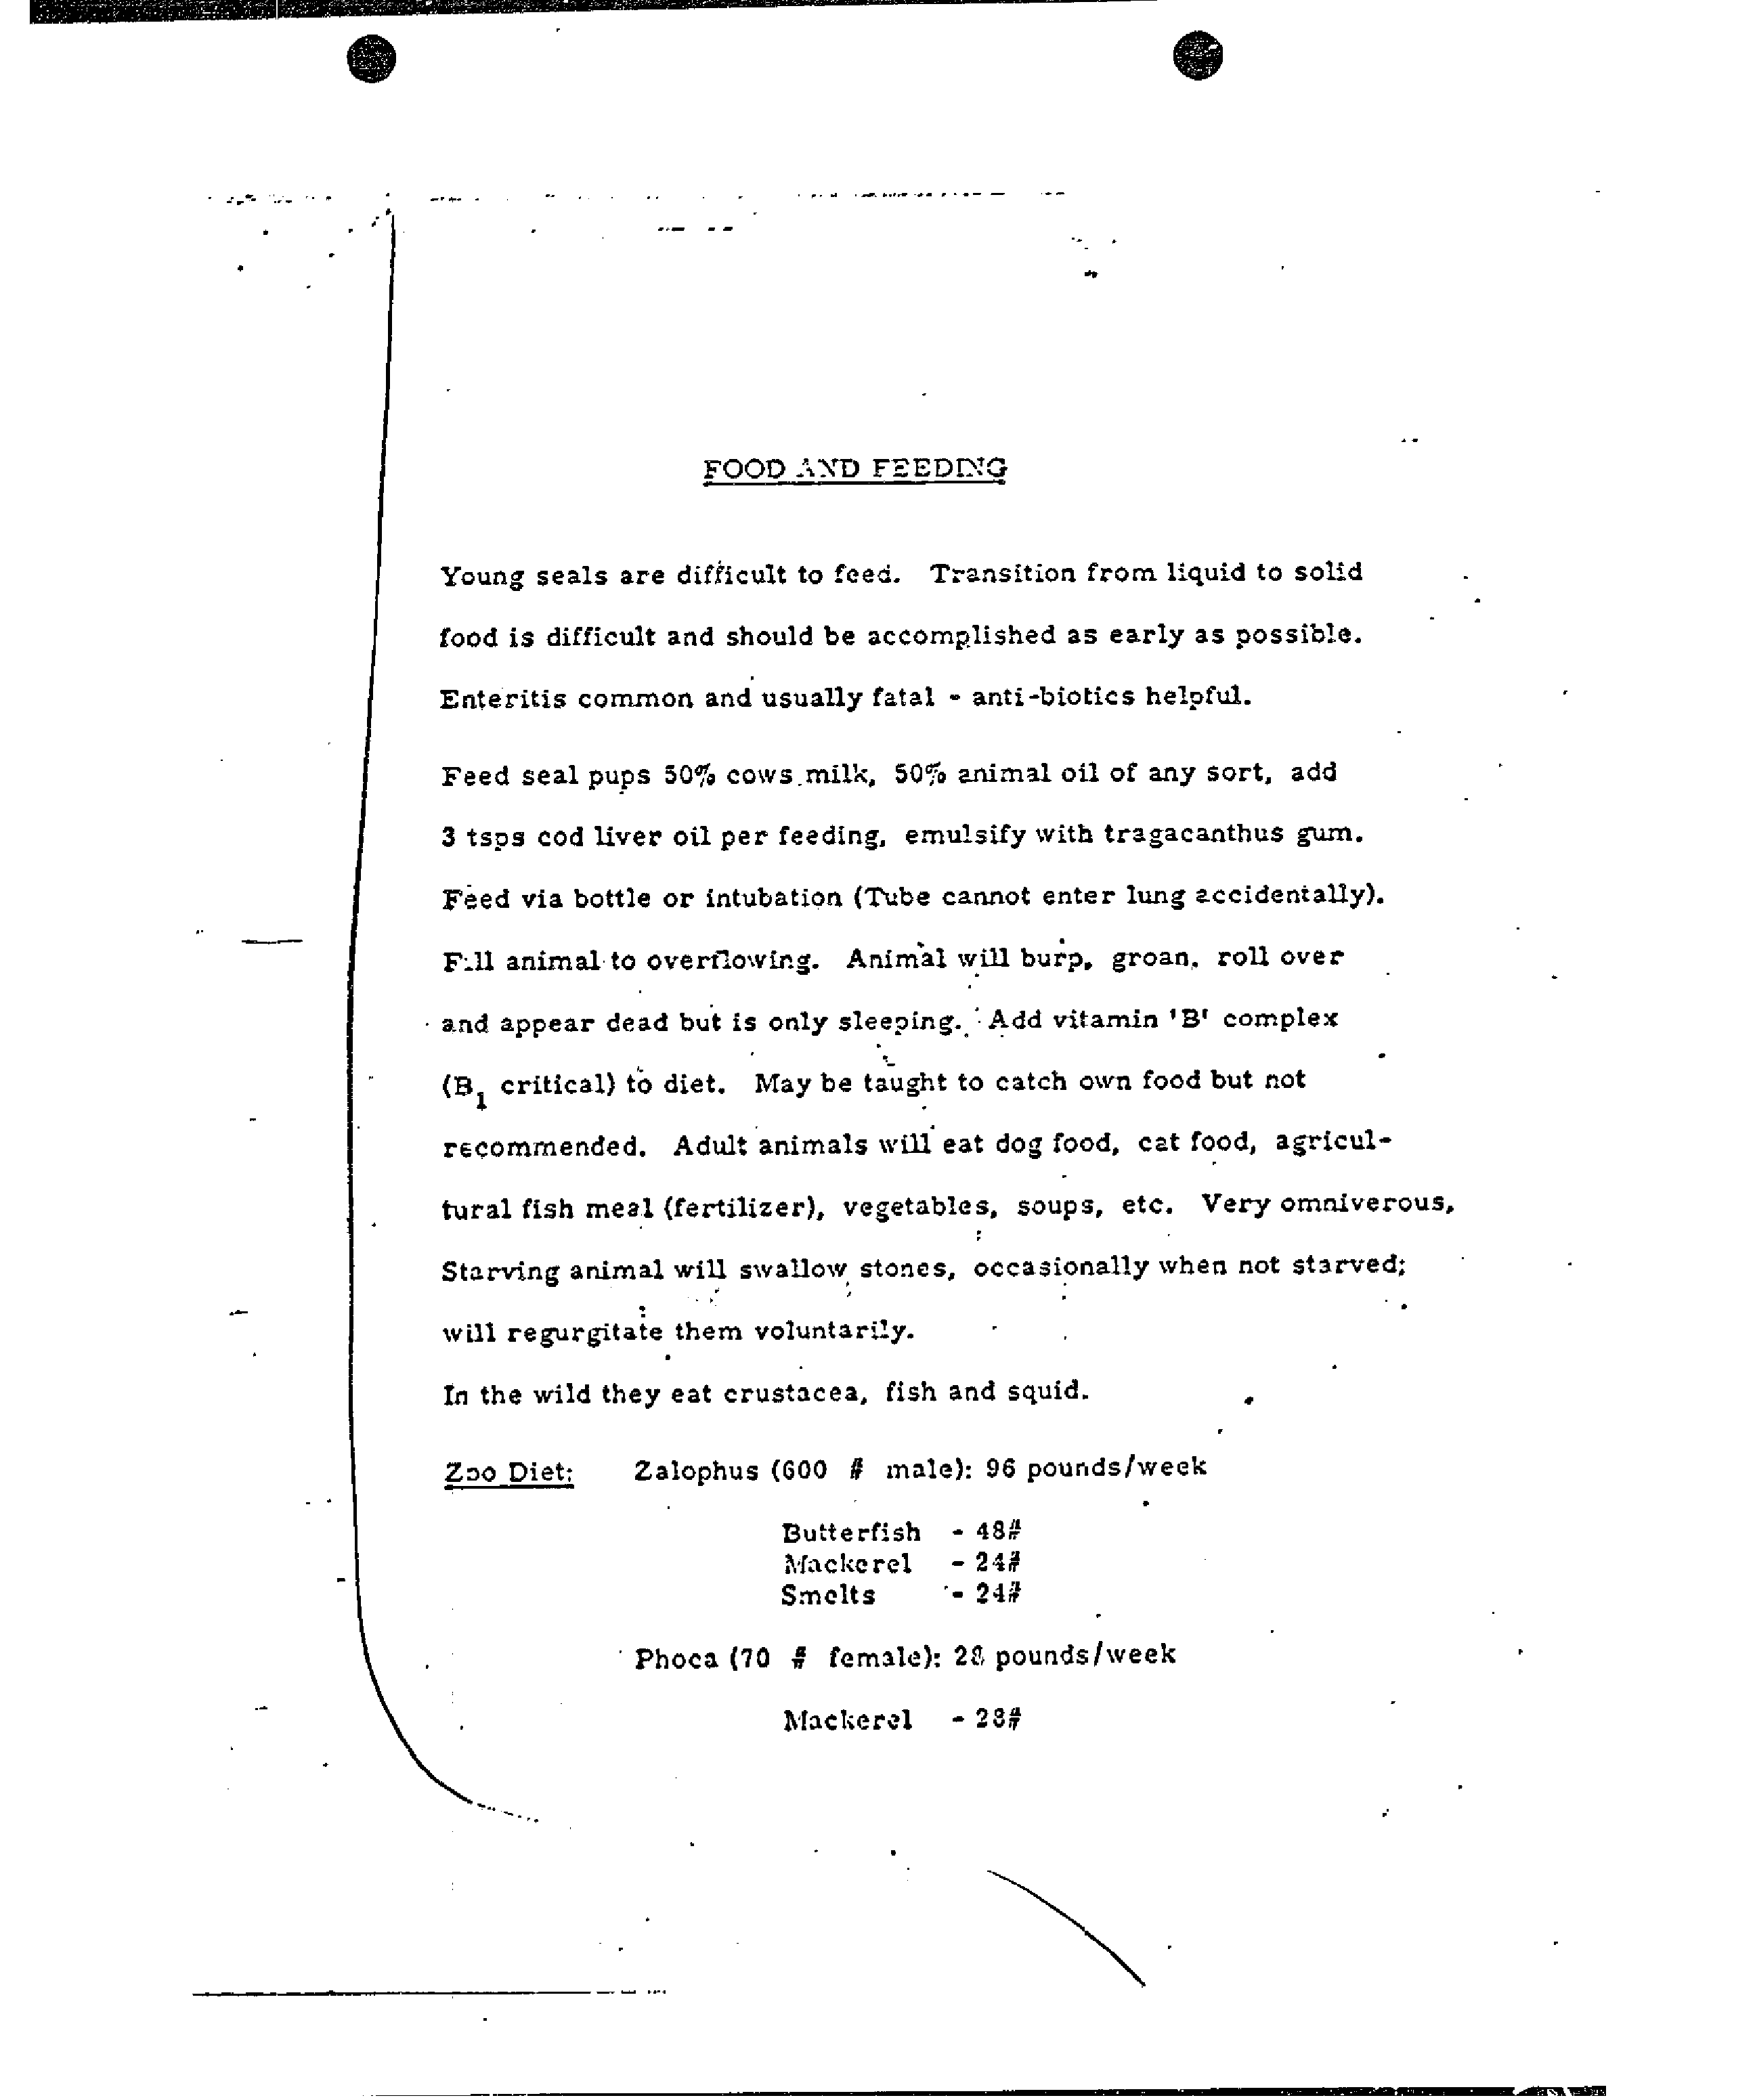 FOOD AND FEEDING
Young seals are difficult to feed. Transition from liquid to solid
food is difficult and should be accomplished as early as possible.
Enteritis common and usually fatal - anti-biotics helpful.
Feed seal pups 50% cows milk, 50% animal oil of any sort, add
3 tsps cod liver oil per feeding, emulsify with tragacanthus gum.
Feed via bottle or intubation (Tube cannot enter lung accidentally).
Fill animal to overflowing. Animal will burp, groan, roll over
and appear dead but is only sleeping. Add vitamin 'B' complex
(B1 critical) to diet. May be taught to catch own food but not
recommended. Adult animals will eat dog food, cat food, agricul-
tural fish meal (fertilizer), vegetables, soups, etc. Very omniverous,
Starving animal will swallow stones, occasionally when not starved;
will regurgitate them voluntarily.
In the wild they eat crustacea, fish and squid.
Zoo Diet: Zalophus (600 # male): 96 pounds/week
Butterfish - 48#
Mackerel - 24#
Smelts - 24#
Phoca (70 # female): 28 pounds/week
Mackerel - 28#